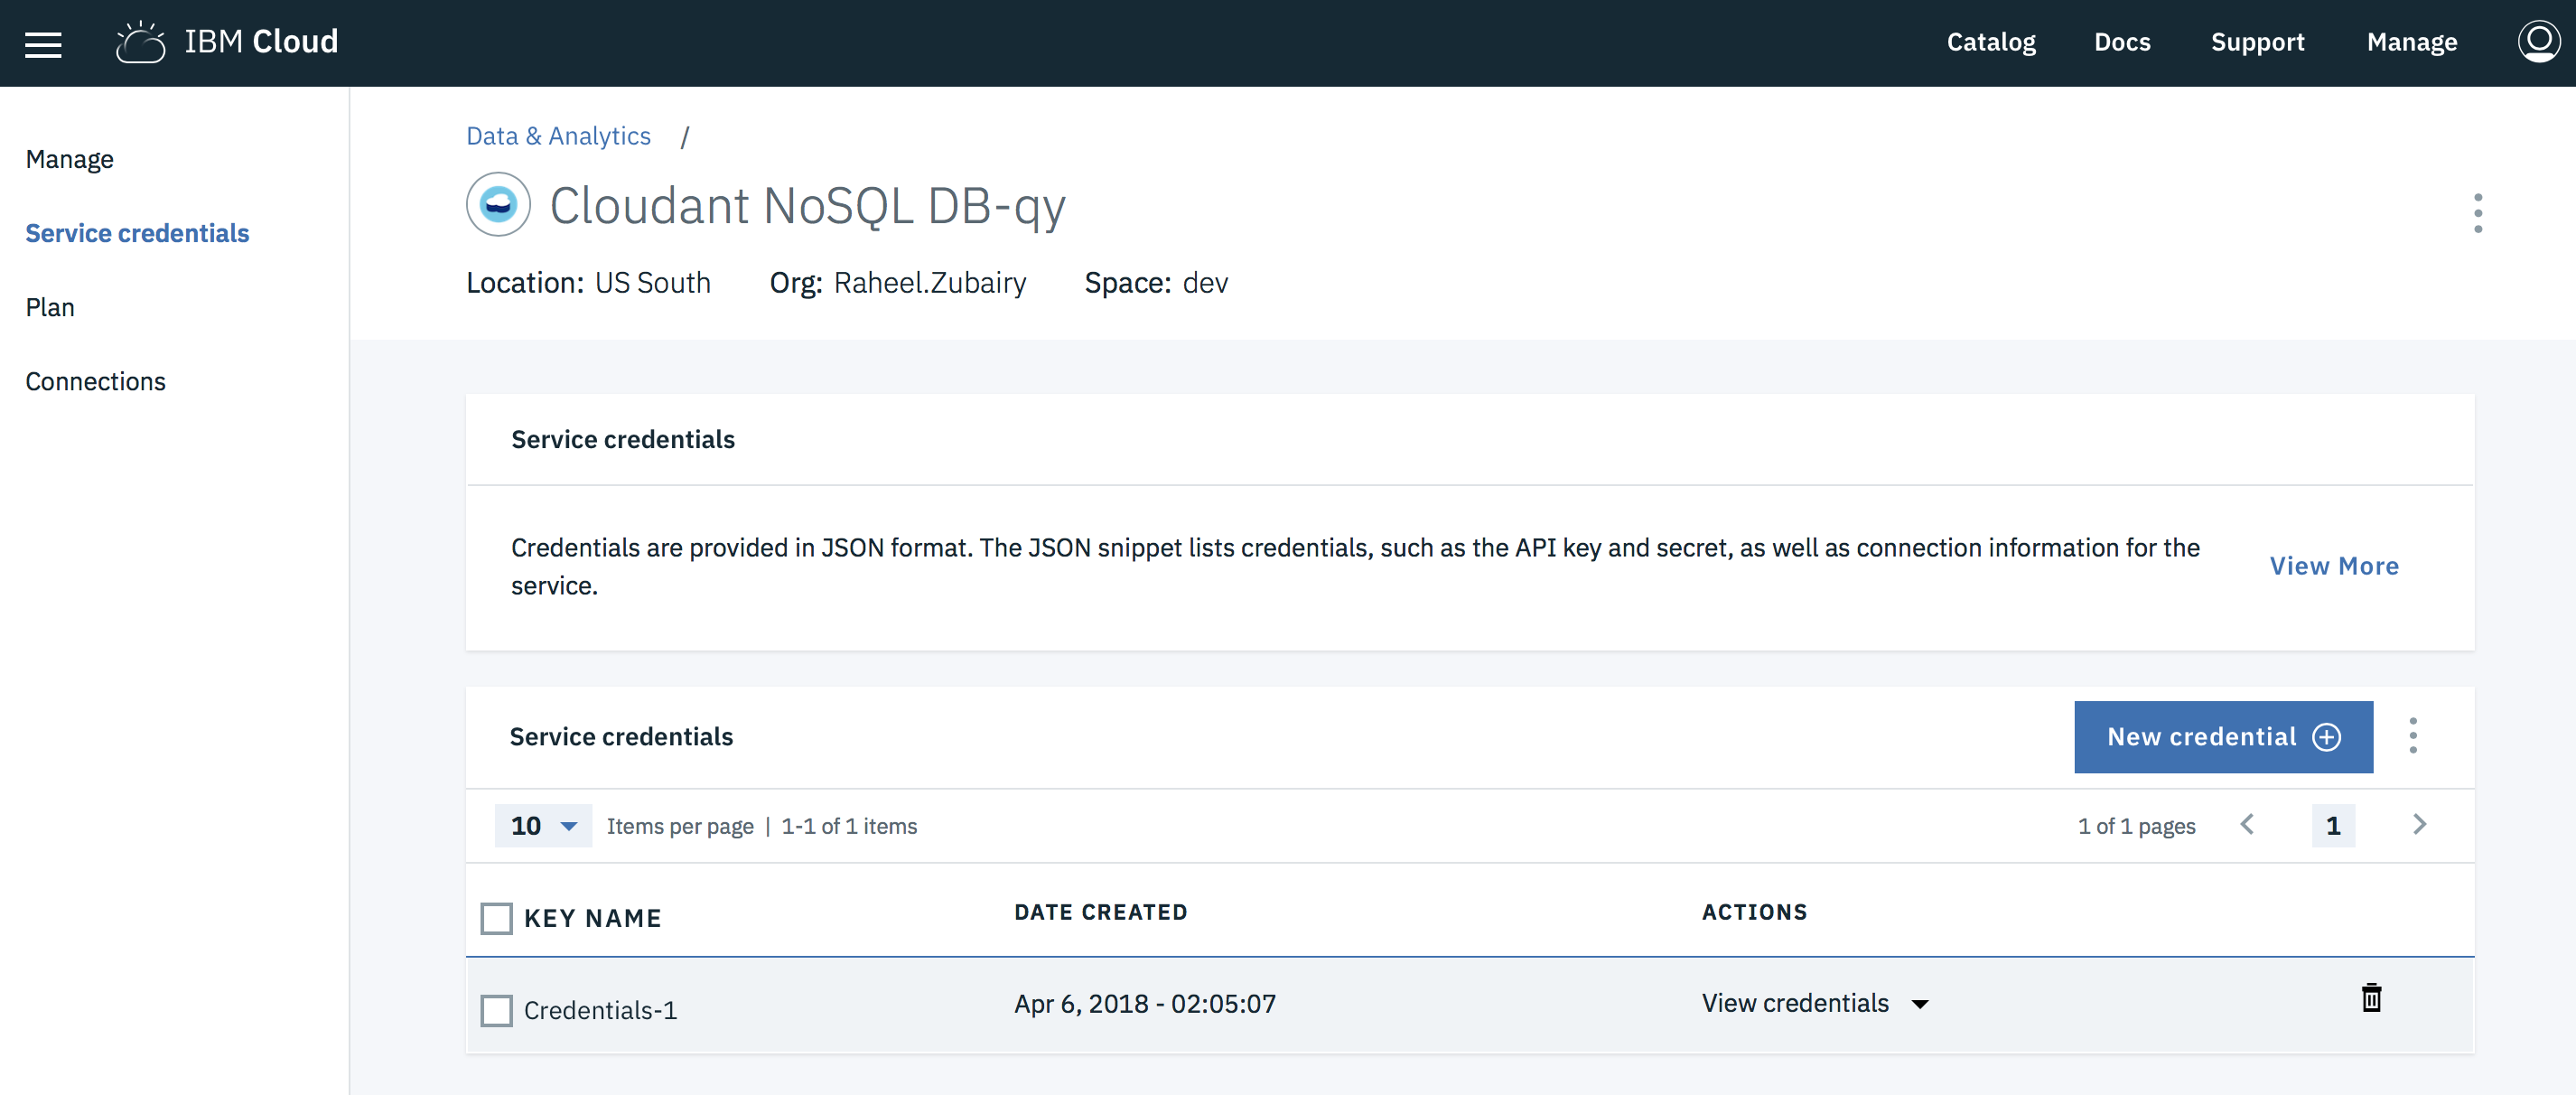 IBM Cloud
Catalog
Docs
Support
Manage
Manage
Service credentials
Plan
Connections
Data & Analytics /
Cloudant NoSQL DB-qy
Location: US South Org: Raheel.Zubairy Space: dev
Service credentials
Credentials are provided in JSON format. The JSON snippet lists credentials, such as the API key and secret, as well as connection information for the
service.
View More
Service credentials
New credential
10 Items per page | 1-1 of 1 items
1 of 1 pages
1
KEY NAME DATE CREATED ACTIONS
Credentials-1 Apr 6, 2018 - 02:05:07 View credentials